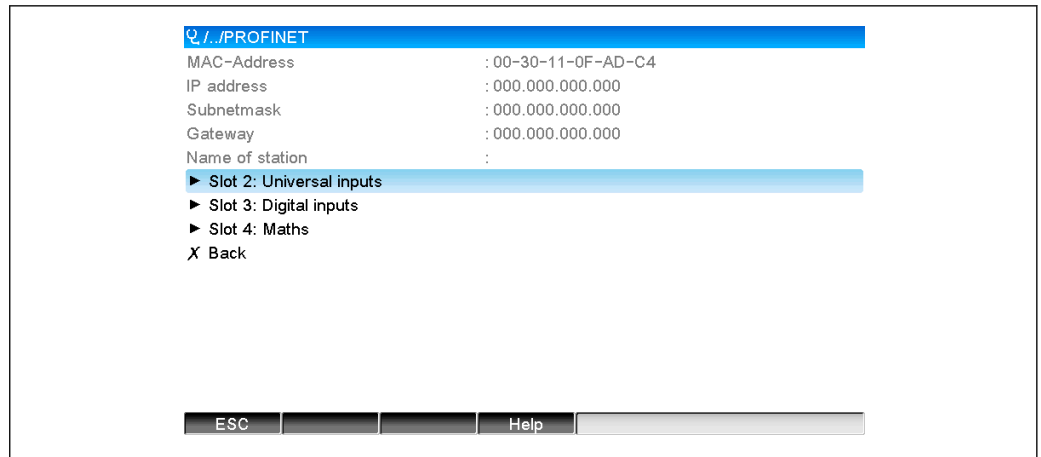 /../PROFINET
MAC-Address : 00-30-11-0F-AD-C4
IP address : 000.000.000.000
Subnetmask : 000.000.000.000
Gateway : 000.000.000.000
Name of station :
► Slot 2: Universal inputs
► Slot 3: Digital inputs
► Slot 4: Maths
X Back
ESC Help